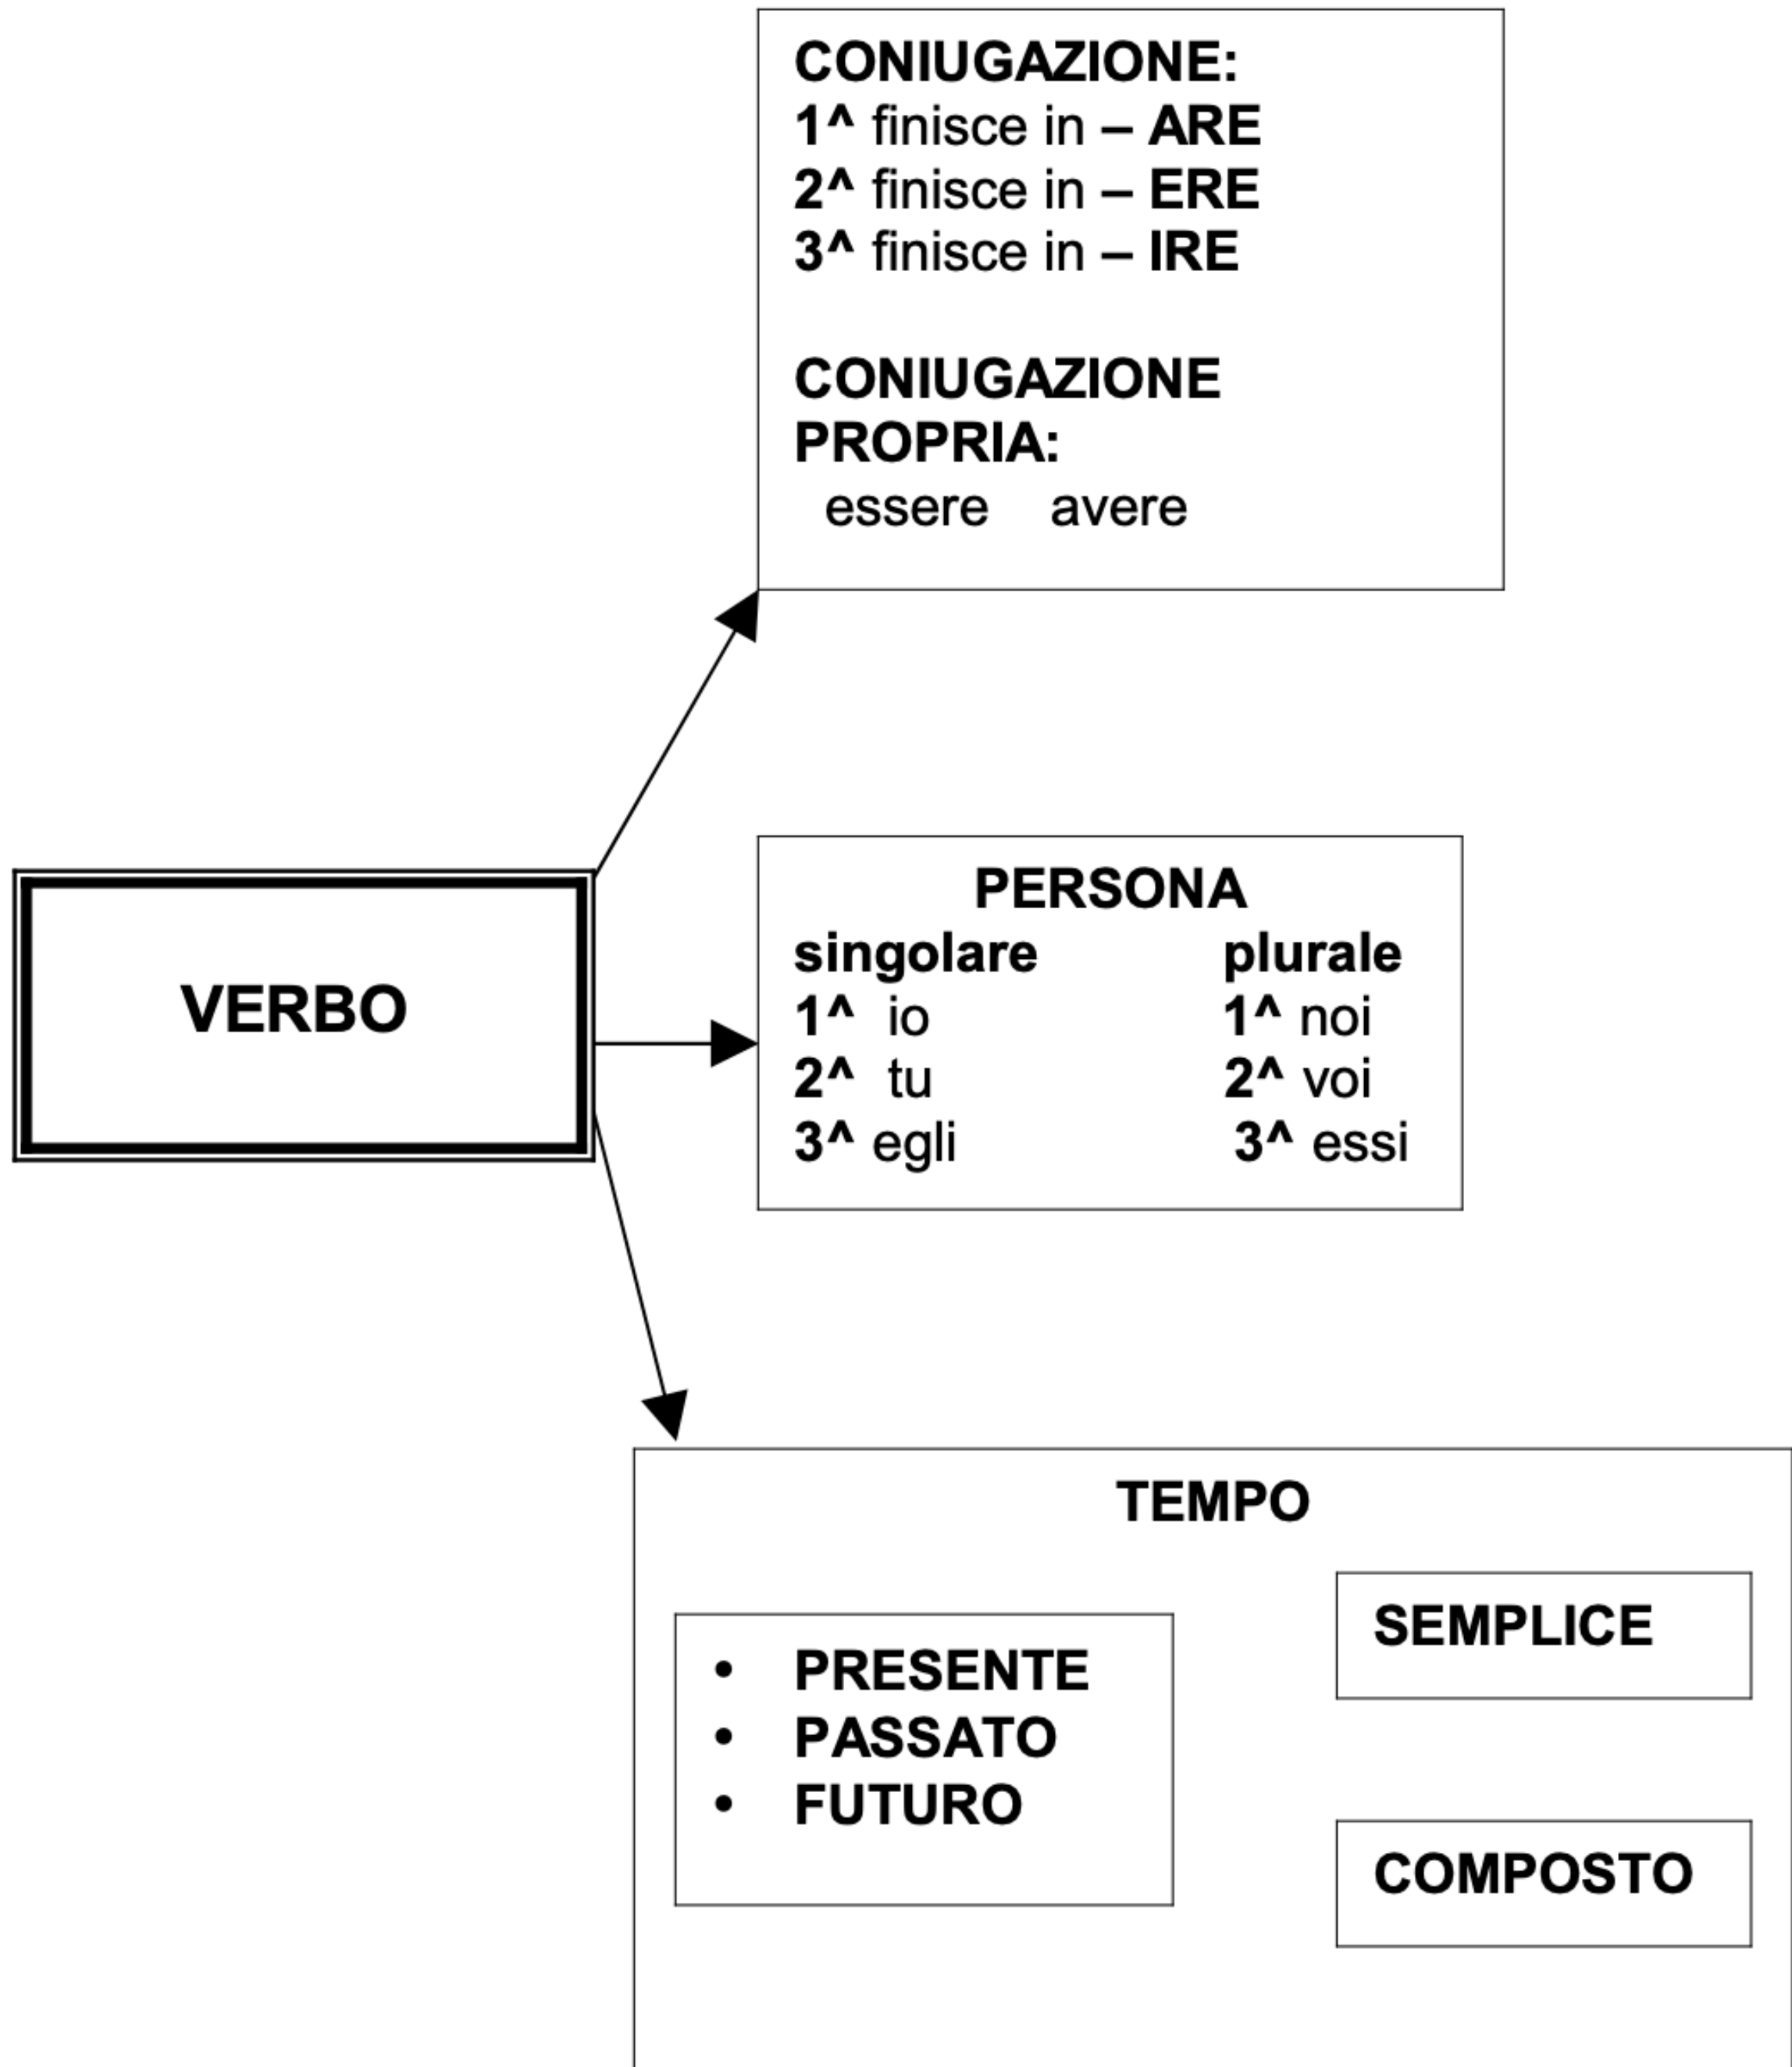 CONIUGAZIONE:
1^ finisce in – ARE
2^ finisce in – ERE
3^ finisce in – IRE
CONIUGAZIONE
PROPRIA:
essere avere
VERBO
PERSONA
singolare plurale
1^ io 1^ noi
2^ tu 2^ voi
3^ egli 3^ essi
TEMPO
• PRESENTE
• PASSATO
• FUTURO
SEMPLICE
COMPOSTO